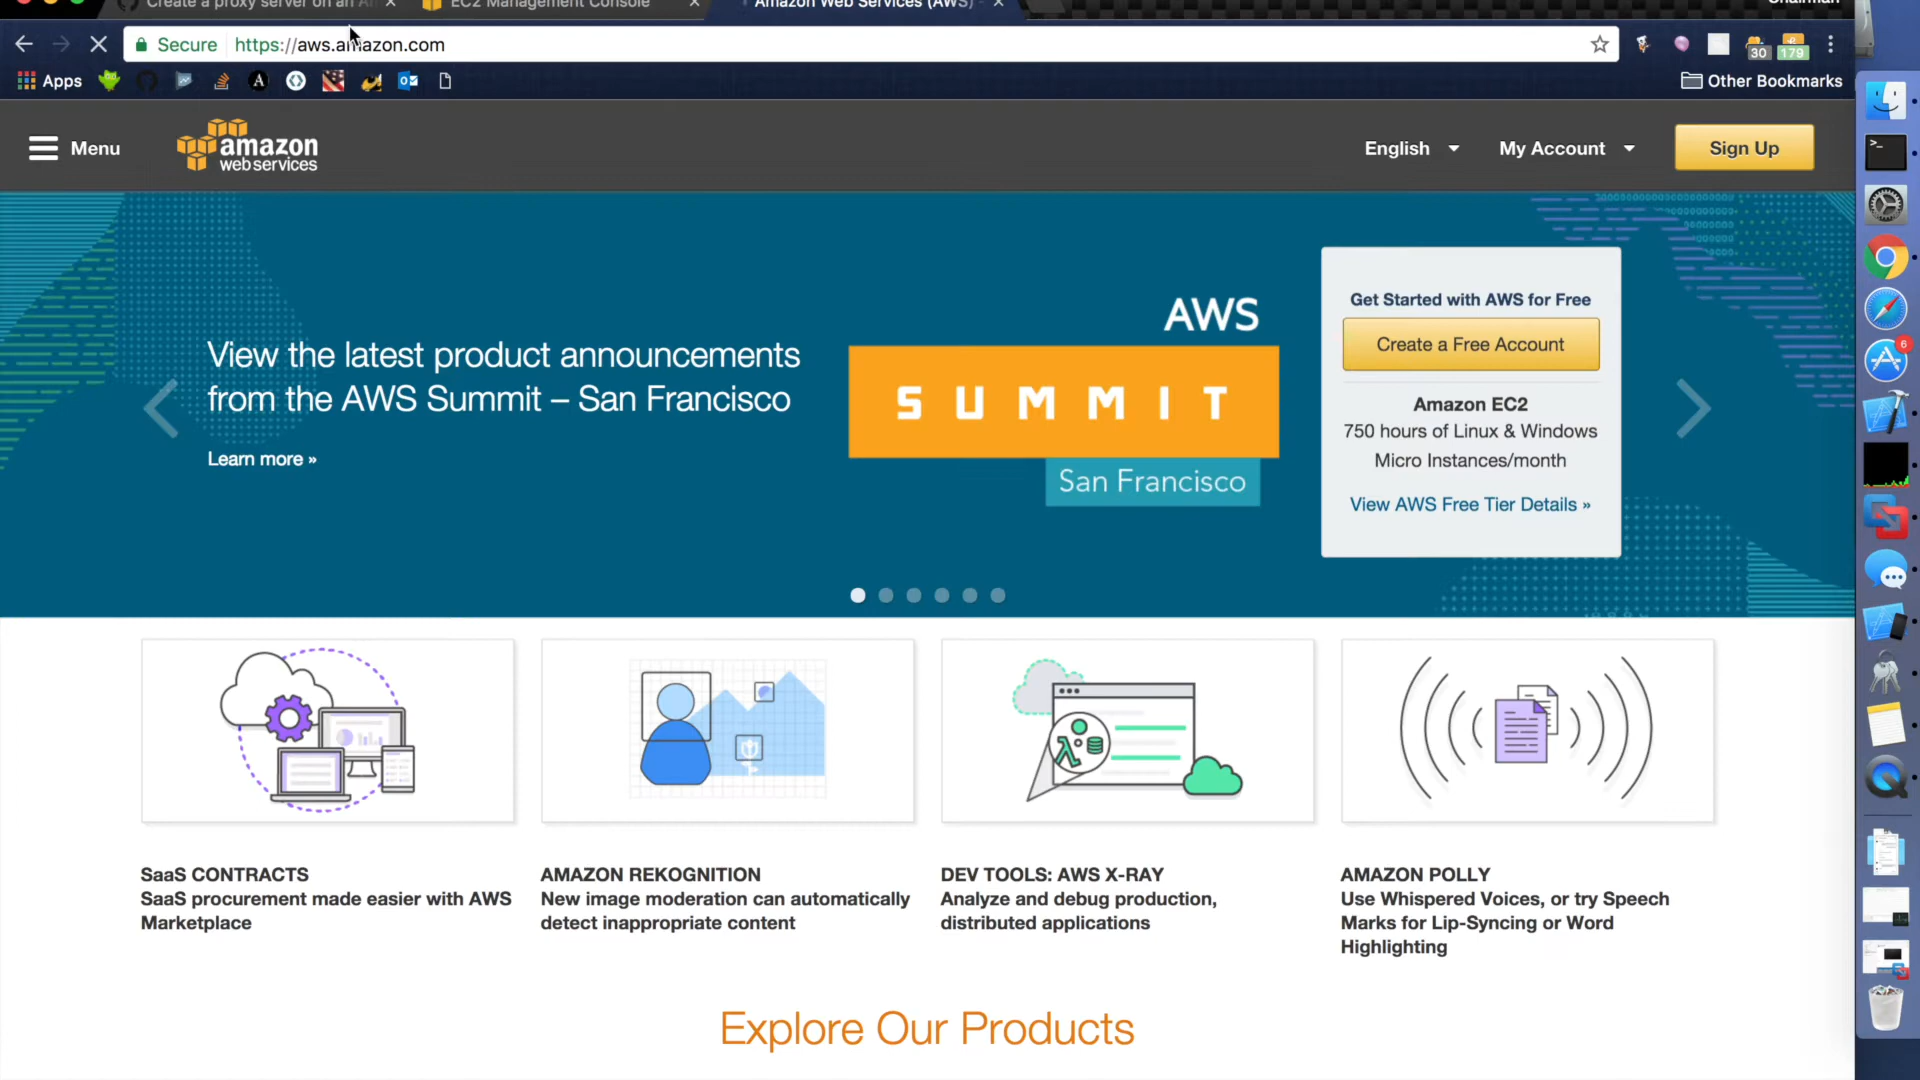 Create a proxy server on an A
EC2 Management Console
Amazon Web Services (AWS) -
Chairman
Secure
https://aws.amazon.com
30
179
Apps
Other Bookmarks
Menu
amazon
webservices
English
My Account
Sign Up
View the latest product announcements
from the AWS Summit – San Francisco
Learn more »
AWS
SUMMIT
San Francisco
Get Started with AWS for Free
Create a Free Account
Amazon EC2
750 hours of Linux & Windows
Micro Instances/month
View AWS Free Tier Details »
6
SaaS CONTRACTS
SaaS procurement made easier with AWS
Marketplace
AMAZON REKOGNITION
New image moderation can automatically
detect inappropriate content
DEV TOOLS: AWS X-RAY
Analyze and debug production,
distributed applications
AMAZON POLLY
Use Whispered Voices, or try Speech
Marks for Lip-Syncing or Word
Highlighting
Explore Our Products